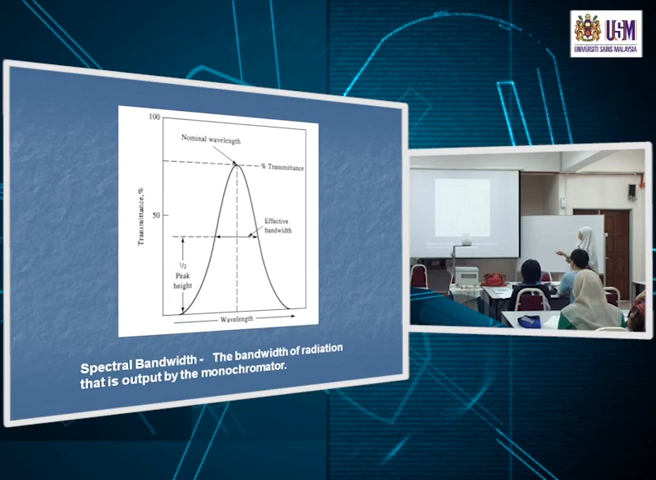 USM
UNIVERSITI SAINS MALAYSIA
100
Nominal wavelength
% Transmittance
Transmittance, %
50
Effective
bandwidth
1/2
Peak
height
Wavelength
Spectral Bandwidth - The bandwidth of radiation
that is output by the monochromator.